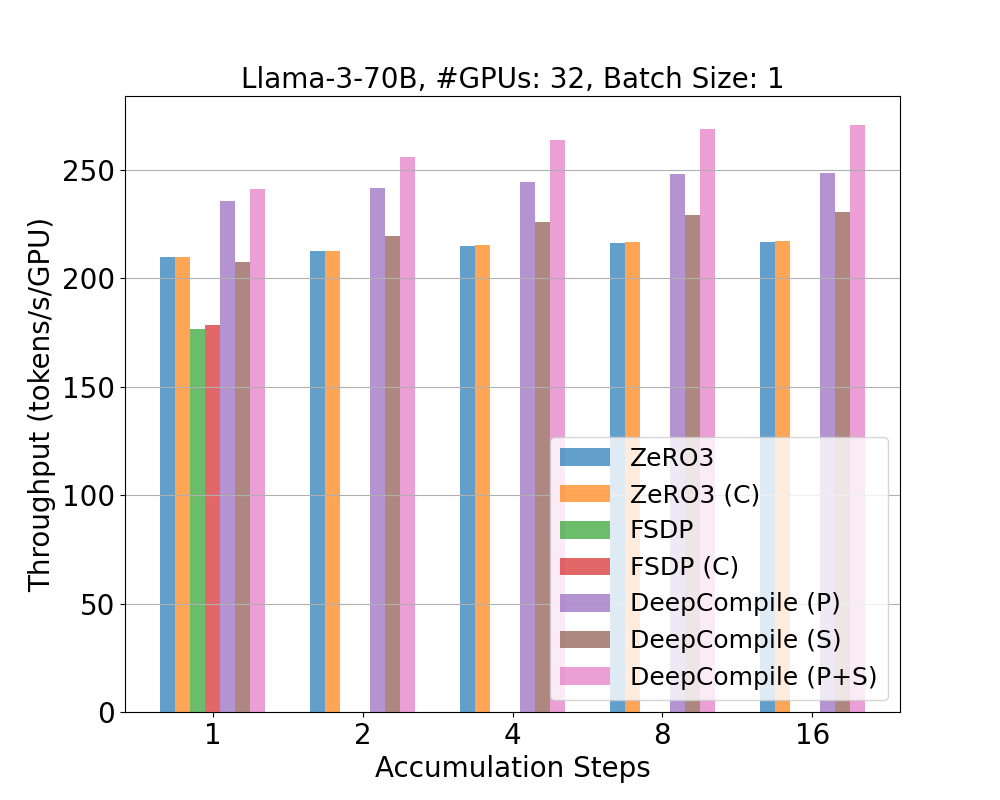 Llama-3-70B, #GPUs: 32, Batch Size: 1
Throughput (tokens/s/GPU)
250
200
150
100
50
0
ZeRO3
ZeRO3 (C)
FSDP
FSDP (C)
DeepCompile (P)
DeepCompile (S)
DeepCompile (P+S)
1 2 4 8 16
Accumulation Steps